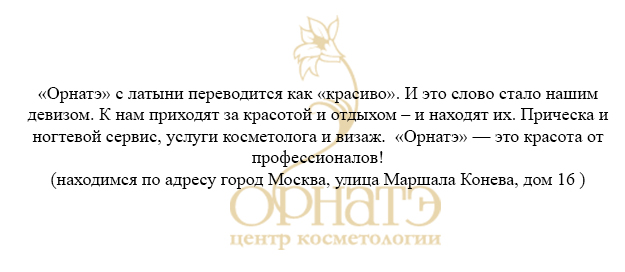 «Орнатэ» с латыни переводится как «красиво». И это слово стало нашим
девизом. К нам приходят за красотой и отдыхом – и находят их. Прическа и
ногтевой сервис, услуги косметолога и визаж. «Орнатэ» — это красота от
профессионалов!
(находимся по адресу город Москва, улица Маршала Конева, дом 16 )
ОРНАТЭ
центр косметологии